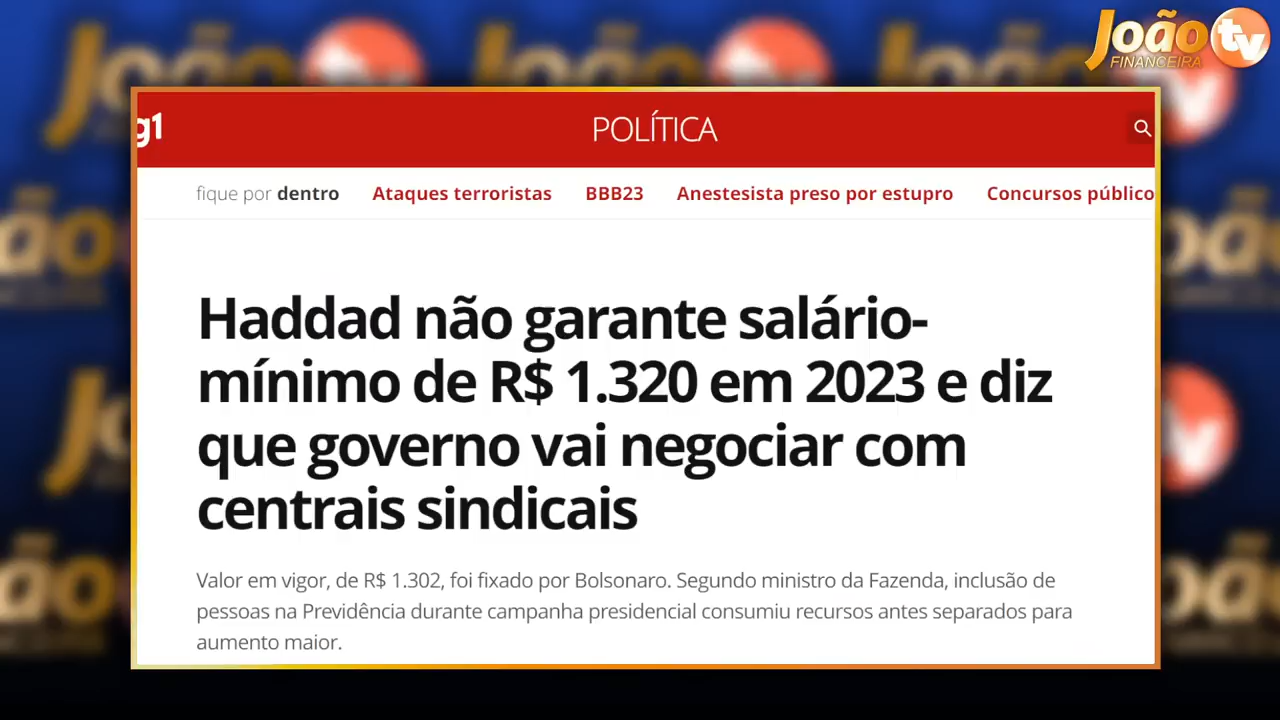 João
tv
FINANCEIRA
g1
POLÍTICA
fique por dentro Ataques terroristas BBB23 Anestesista preso por estupro Concursos público
Haddad não garante salário-
mínimo de R$ 1.320 em 2023 e diz
que governo vai negociar com
centrais sindicais
Valor em vigor, de R$ 1.302, foi fixado por Bolsonaro. Segundo ministro da Fazenda, inclusão de
pessoas na Previdência durante campanha presidencial consumiu recursos antes separados para
aumento maior.